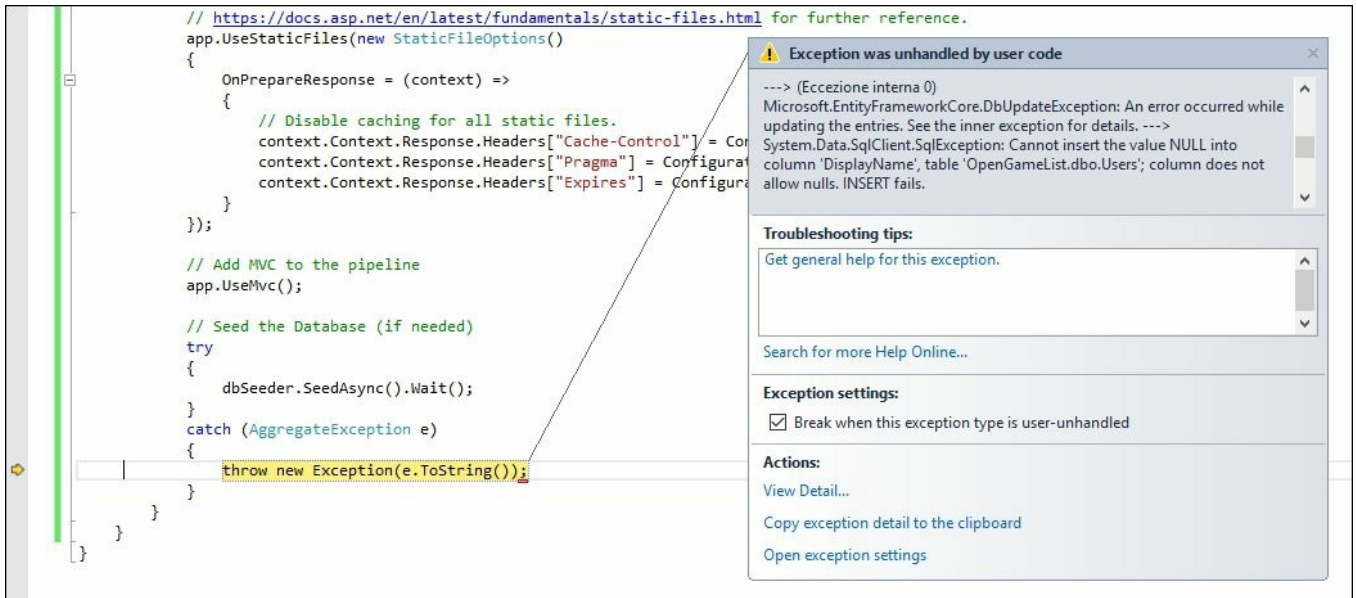 // https://docs.asp.net/en/latest/fundamentals/static-files.html for further reference.
app.UseStaticFiles(new StaticFileOptions()
{
OnPrepareResponse = (context) =>
{
// Disable caching for all static files.
context.Context.Response.Headers["Cache-Control"] = Con
context.Context.Response.Headers["Pragma"] = Configurat
context.Context.Response.Headers["Expires"] = Configura
}
});
// Add MVC to the pipeline
app.UseMvc();
// Seed the Database (if needed)
try
{
dbSeeder.SeedAsync().Wait();
}
catch (AggregateException e)
{
throw new Exception(e.ToString());
}
}
}
}
Exception was unhandled by user code
---> (Eccezione interna 0)
Microsoft.EntityFrameworkCore.DbUpdateException: An error occurred while
updating the entries. See the inner exception for details. --->
System.Data.SqlClient.SqlException: Cannot insert the value NULL into
column 'DisplayName', table 'OpenGameList.dbo.Users'; column does not
allow nulls. INSERT fails.
Troubleshooting tips:
Get general help for this exception.
Search for more Help Online...
Exception settings:
Break when this exception type is user-unhandled
Actions:
View Detail...
Copy exception detail to the clipboard
Open exception settings